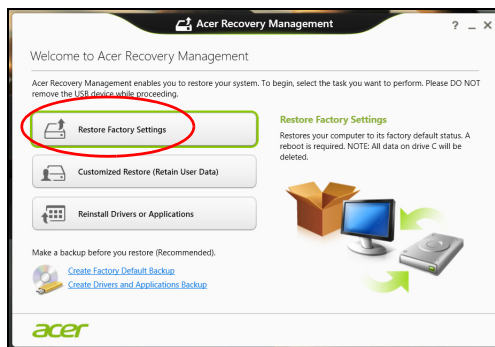 Acer Recovery Management
? _ X
Welcome to Acer Recovery Management
Acer Recovery Management enables you to restore your system. To begin, select the task you want to perform. Please DO NOT
remove the USB device while proceeding.
Restore Factory Settings
Customized Restore (Retain User Data)
Reinstall Drivers or Applications
Restore Factory Settings
Restores your computer to its factory default status. A
reboot is required. NOTE: All data on drive C will be
deleted.
Make a backup before you restore (Recommended).
Create Factory Default Backup
Create Drivers and Applications Backup
acer